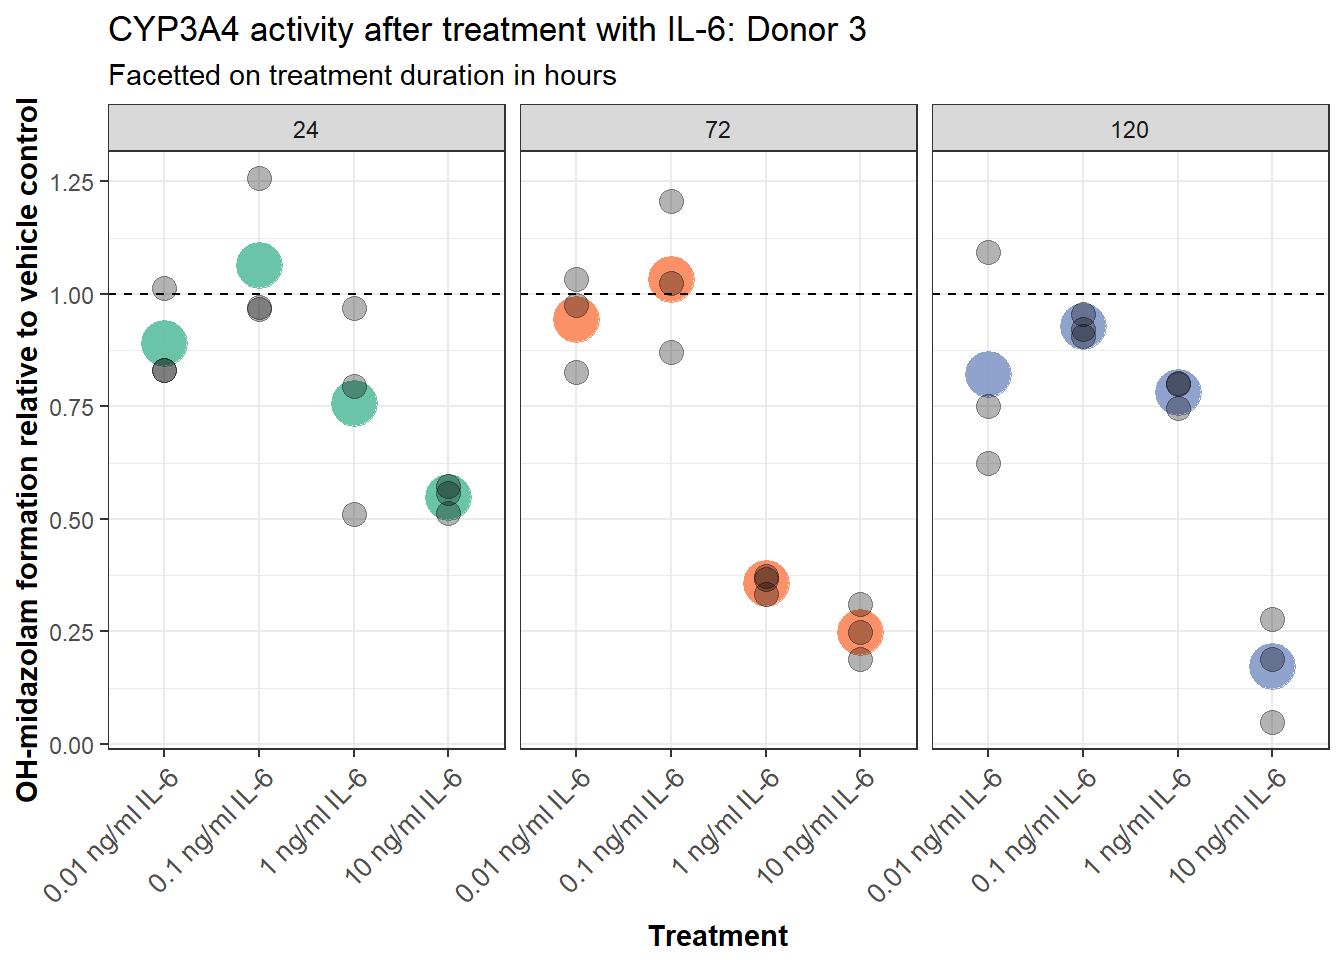 CYP3A4 activity after treatment with IL-6: Donor 3
Facetted on treatment duration in hours
OH-midazolam formation relative to vehicle control
24
72
120
1.25
1.00
0.75
0.50
0.25
0.00
0.01 ng/ml IL-6
0.1 ng/ml IL-6
1 ng/ml IL-6
10 ng/ml IL-6
0.01 ng/ml IL-6
0.1 ng/ml IL-6
1 ng/ml IL-6
10 ng/ml IL-6
0.01 ng/ml IL-6
0.1 ng/ml IL-6
1 ng/ml IL-6
10 ng/ml IL-6
Treatment